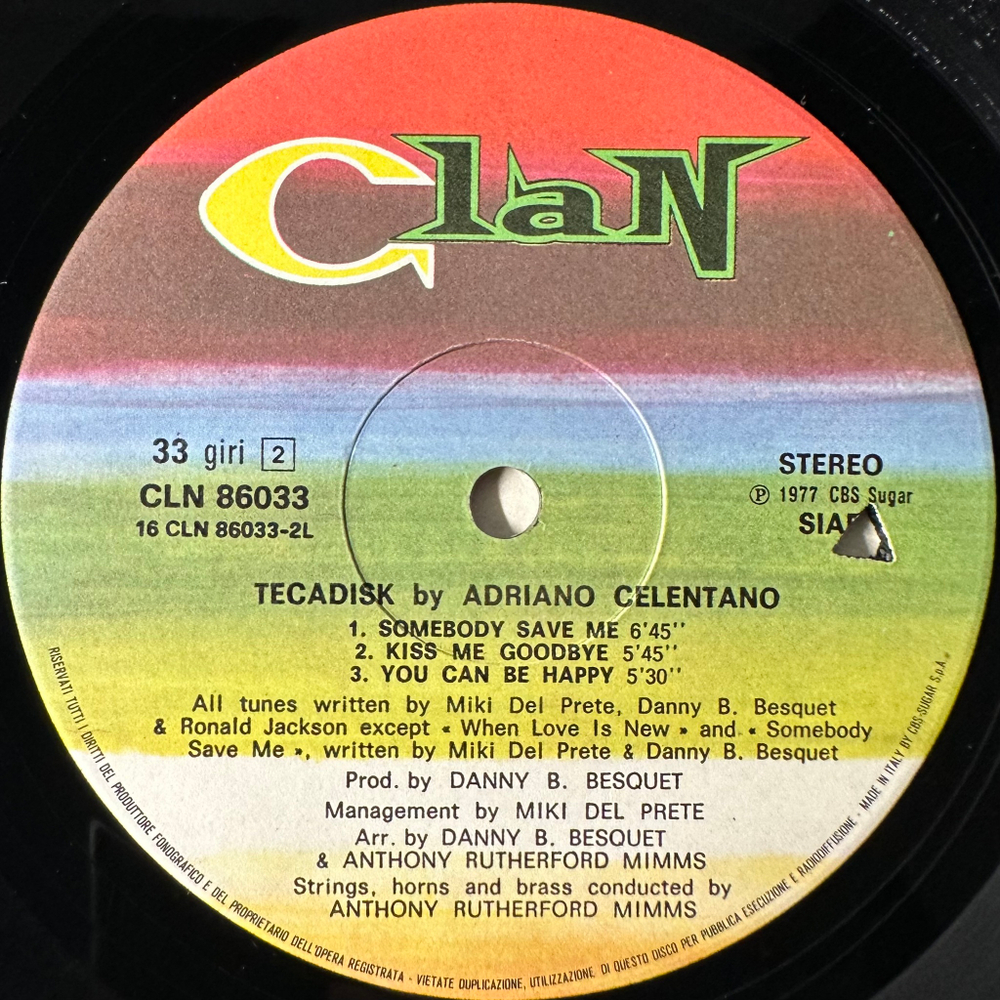 ClaN
33 giri 2
CLN 86033
16 CLN 86033-2L
STEREO
℗ 1977 CBS Sugar
TECADISK by ADRIANO CELENTANO
1. SOMEBODY SAVE ME 6'45''
2. KISS ME GOODBYE 5'45''
3. YOU CAN BE HAPPY 5'30''
All tunes written by Miki Del Prete, Danny B. Besquet
& Ronald Jackson except « When Love Is New » and « Somebody
Save Me », written by Miki Del Prete & Danny B. Besquet
Prod. by DANNY B. BESQUET
Management by MIKI DEL PRETE
Arr. by DANNY B. BESQUET
& ANTHONY RUTHERFORD MIMMS
Strings, horns and brass conducted by
ANTHONY RUTHERFORD MIMMS
RISERVATI TUTTI I DIRITTI DEL PRODUTTORE FONOGRAFICO E DEL PROPRIETARIO DELL'OPERA REGISTRATA - VIETATE DUPLICAZIONE, UTILIZZAZIONE DI QUESTO DISCO PER PUBBLICA ESECUZIONE E RADIODIFFUSIONE - MADE IN ITALY BY CBS-SUGAR S.p.A.